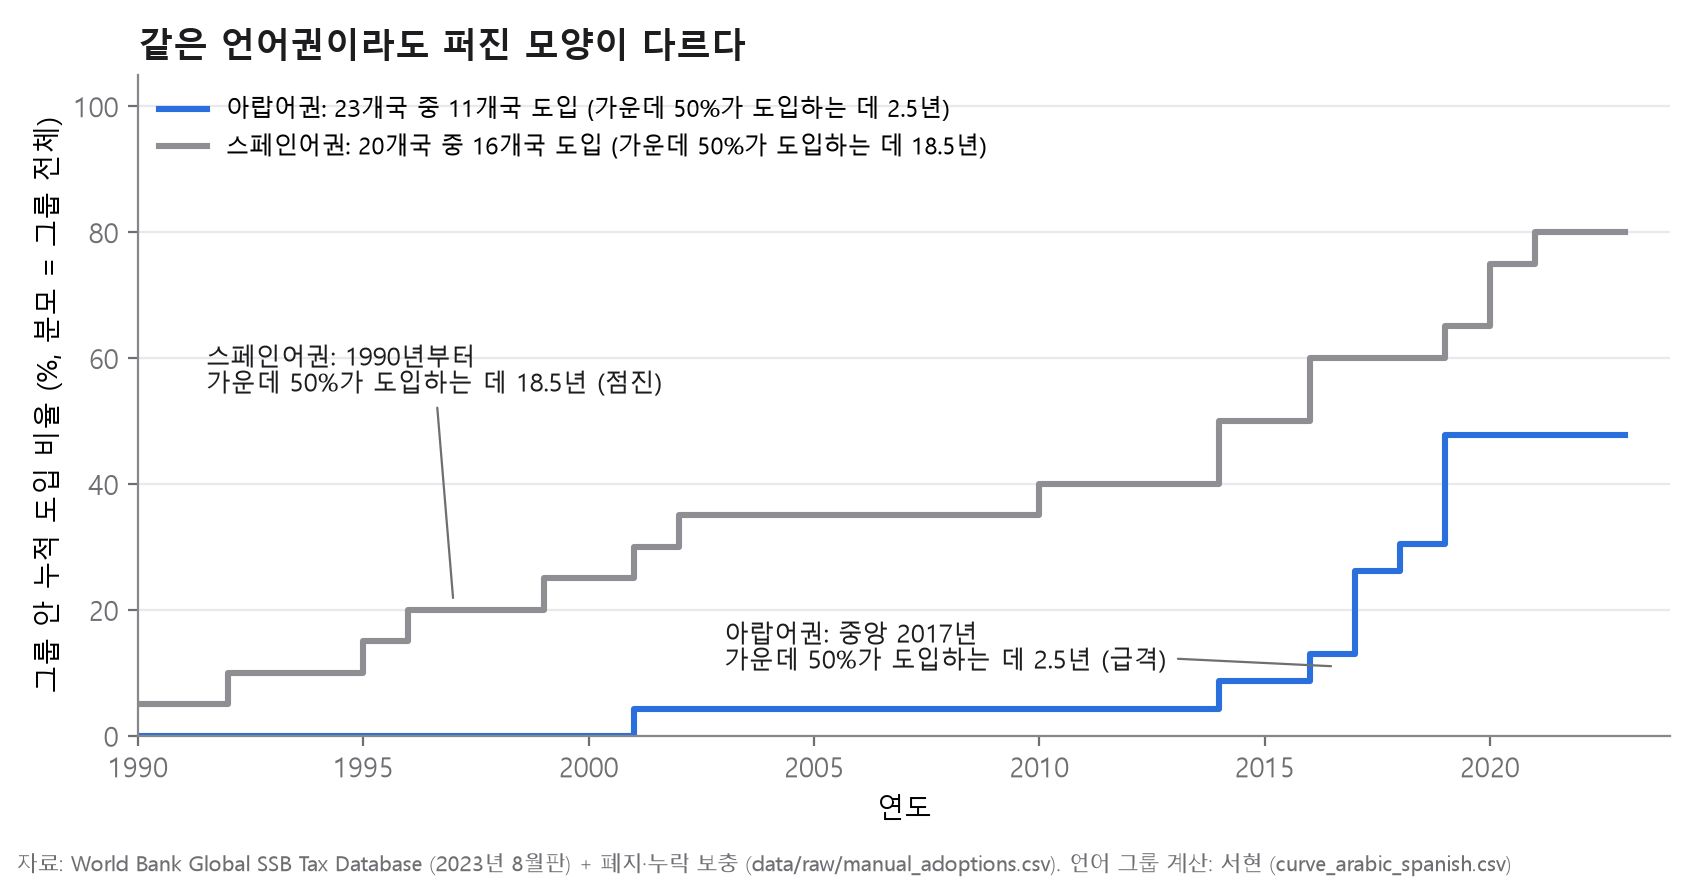 같은 언어권이라도 퍼진 모양이 다르다
아랍어권: 23개국 중 11개국 도입 (가운데 50%가 도입하는 데 2.5년)
스페인어권: 20개국 중 16개국 도입 (가운데 50%가 도입하는 데 18.5년)
그룹 안 누적 도입 비율 (%, 분모 = 그룹 전체)
100
80
60
40
20
0
스페인어권: 1990년부터
가운데 50%가 도입하는 데 18.5년 (점진)
아랍어권: 중앙 2017년
가운데 50%가 도입하는 데 2.5년 (급격)
1990 1995 2000 2005 2010 2015 2020
연도
자료: World Bank Global SSB Tax Database (2023년 8월판) + 폐지·누락 보충 (data/raw/manual_adoptions.csv). 언어 그룹 계산: 서현 (curve_arabic_spanish.csv)